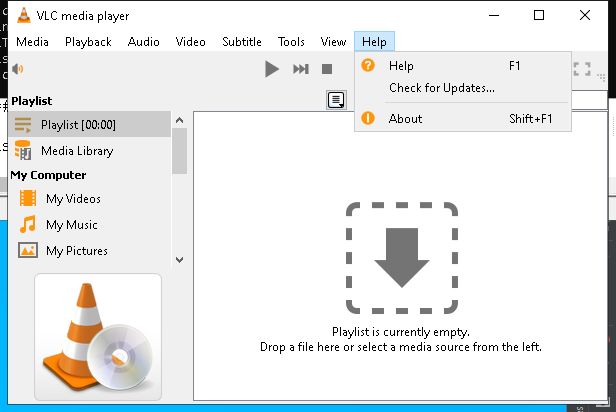 VLC media player
Media Playback Audio Video Subtitle Tools View Help
Help F1
Check for Updates...
About Shift+F1
Playlist
Playlist [00:00]
Media Library
My Computer
My Videos
My Music
My Pictures
Playlist is currently empty.
Drop a file here or select a media source from the left.